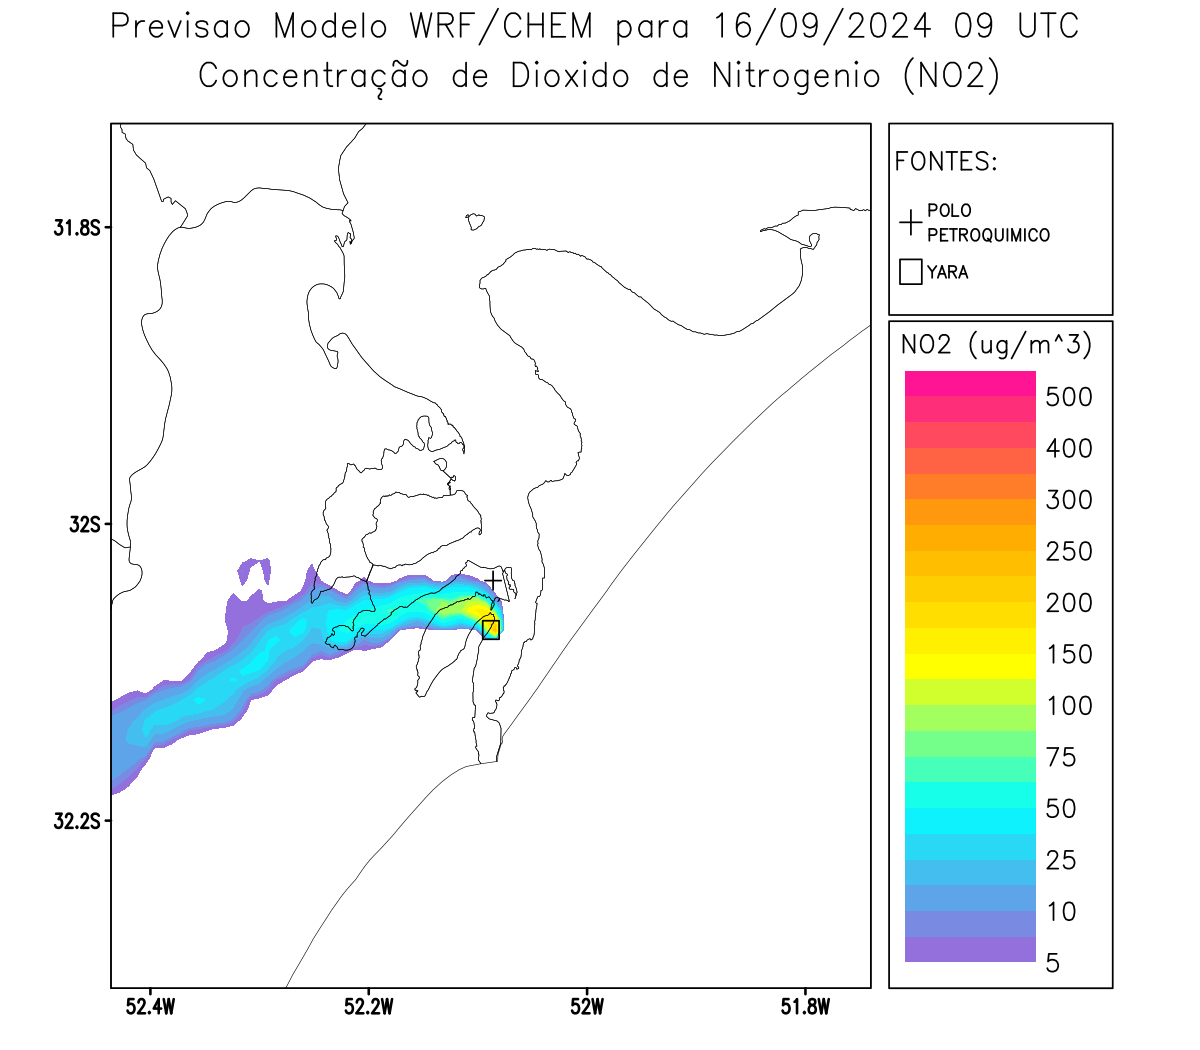 Previsao Modelo WRF/CHEM para 16/09/2024 09 UTC
Concentração de Dioxido de Nitrogenio (NO2)
FONTES:
POLO
PETROQUIMICO
YARA
NO2 (ug/m^3)
500
400
300
250
200
150
100
75
50
25
10
5
31.8S
32S
32.2S
52.4W
52.2W
52W
51.8W